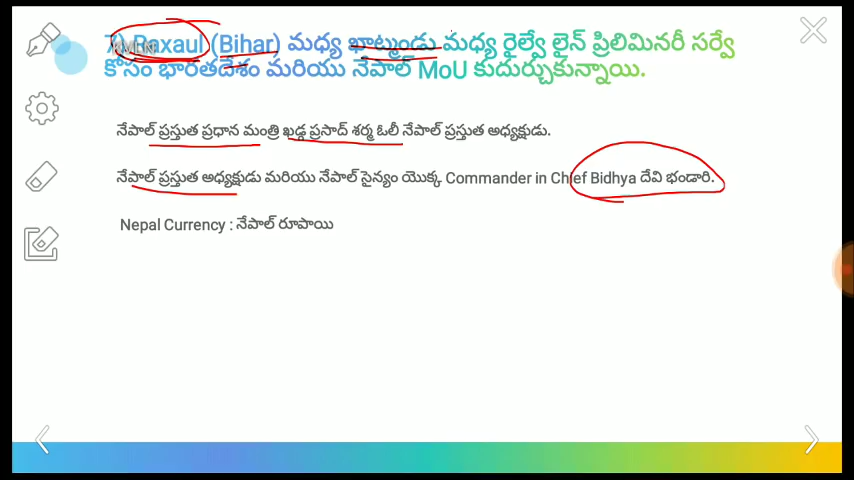 7) Raxaul (Bihar) మధ్య ఖాట్మండు మధ్య రైల్వే లైన్ ప్రిలిమినరీ సర్వే
కోసం భారతదేశం మరియు నేపాల్ MoU కుదుర్చుకున్నాయి.
నేపాల్ ప్రస్తుత ప్రధాన మంత్రి ఖడ్గ ప్రసాద్ శర్మ ఓలీ నేపాల్ ప్రస్తుత అధ్యక్షుడు.
నేపాల్ ప్రస్తుత అధ్యక్షుడు మరియు నేపాల్ సైన్యం యొక్క Commander in Chief Bidhya దేవి భండారి.
Nepal Currency : నేపాల్ రూపాయి